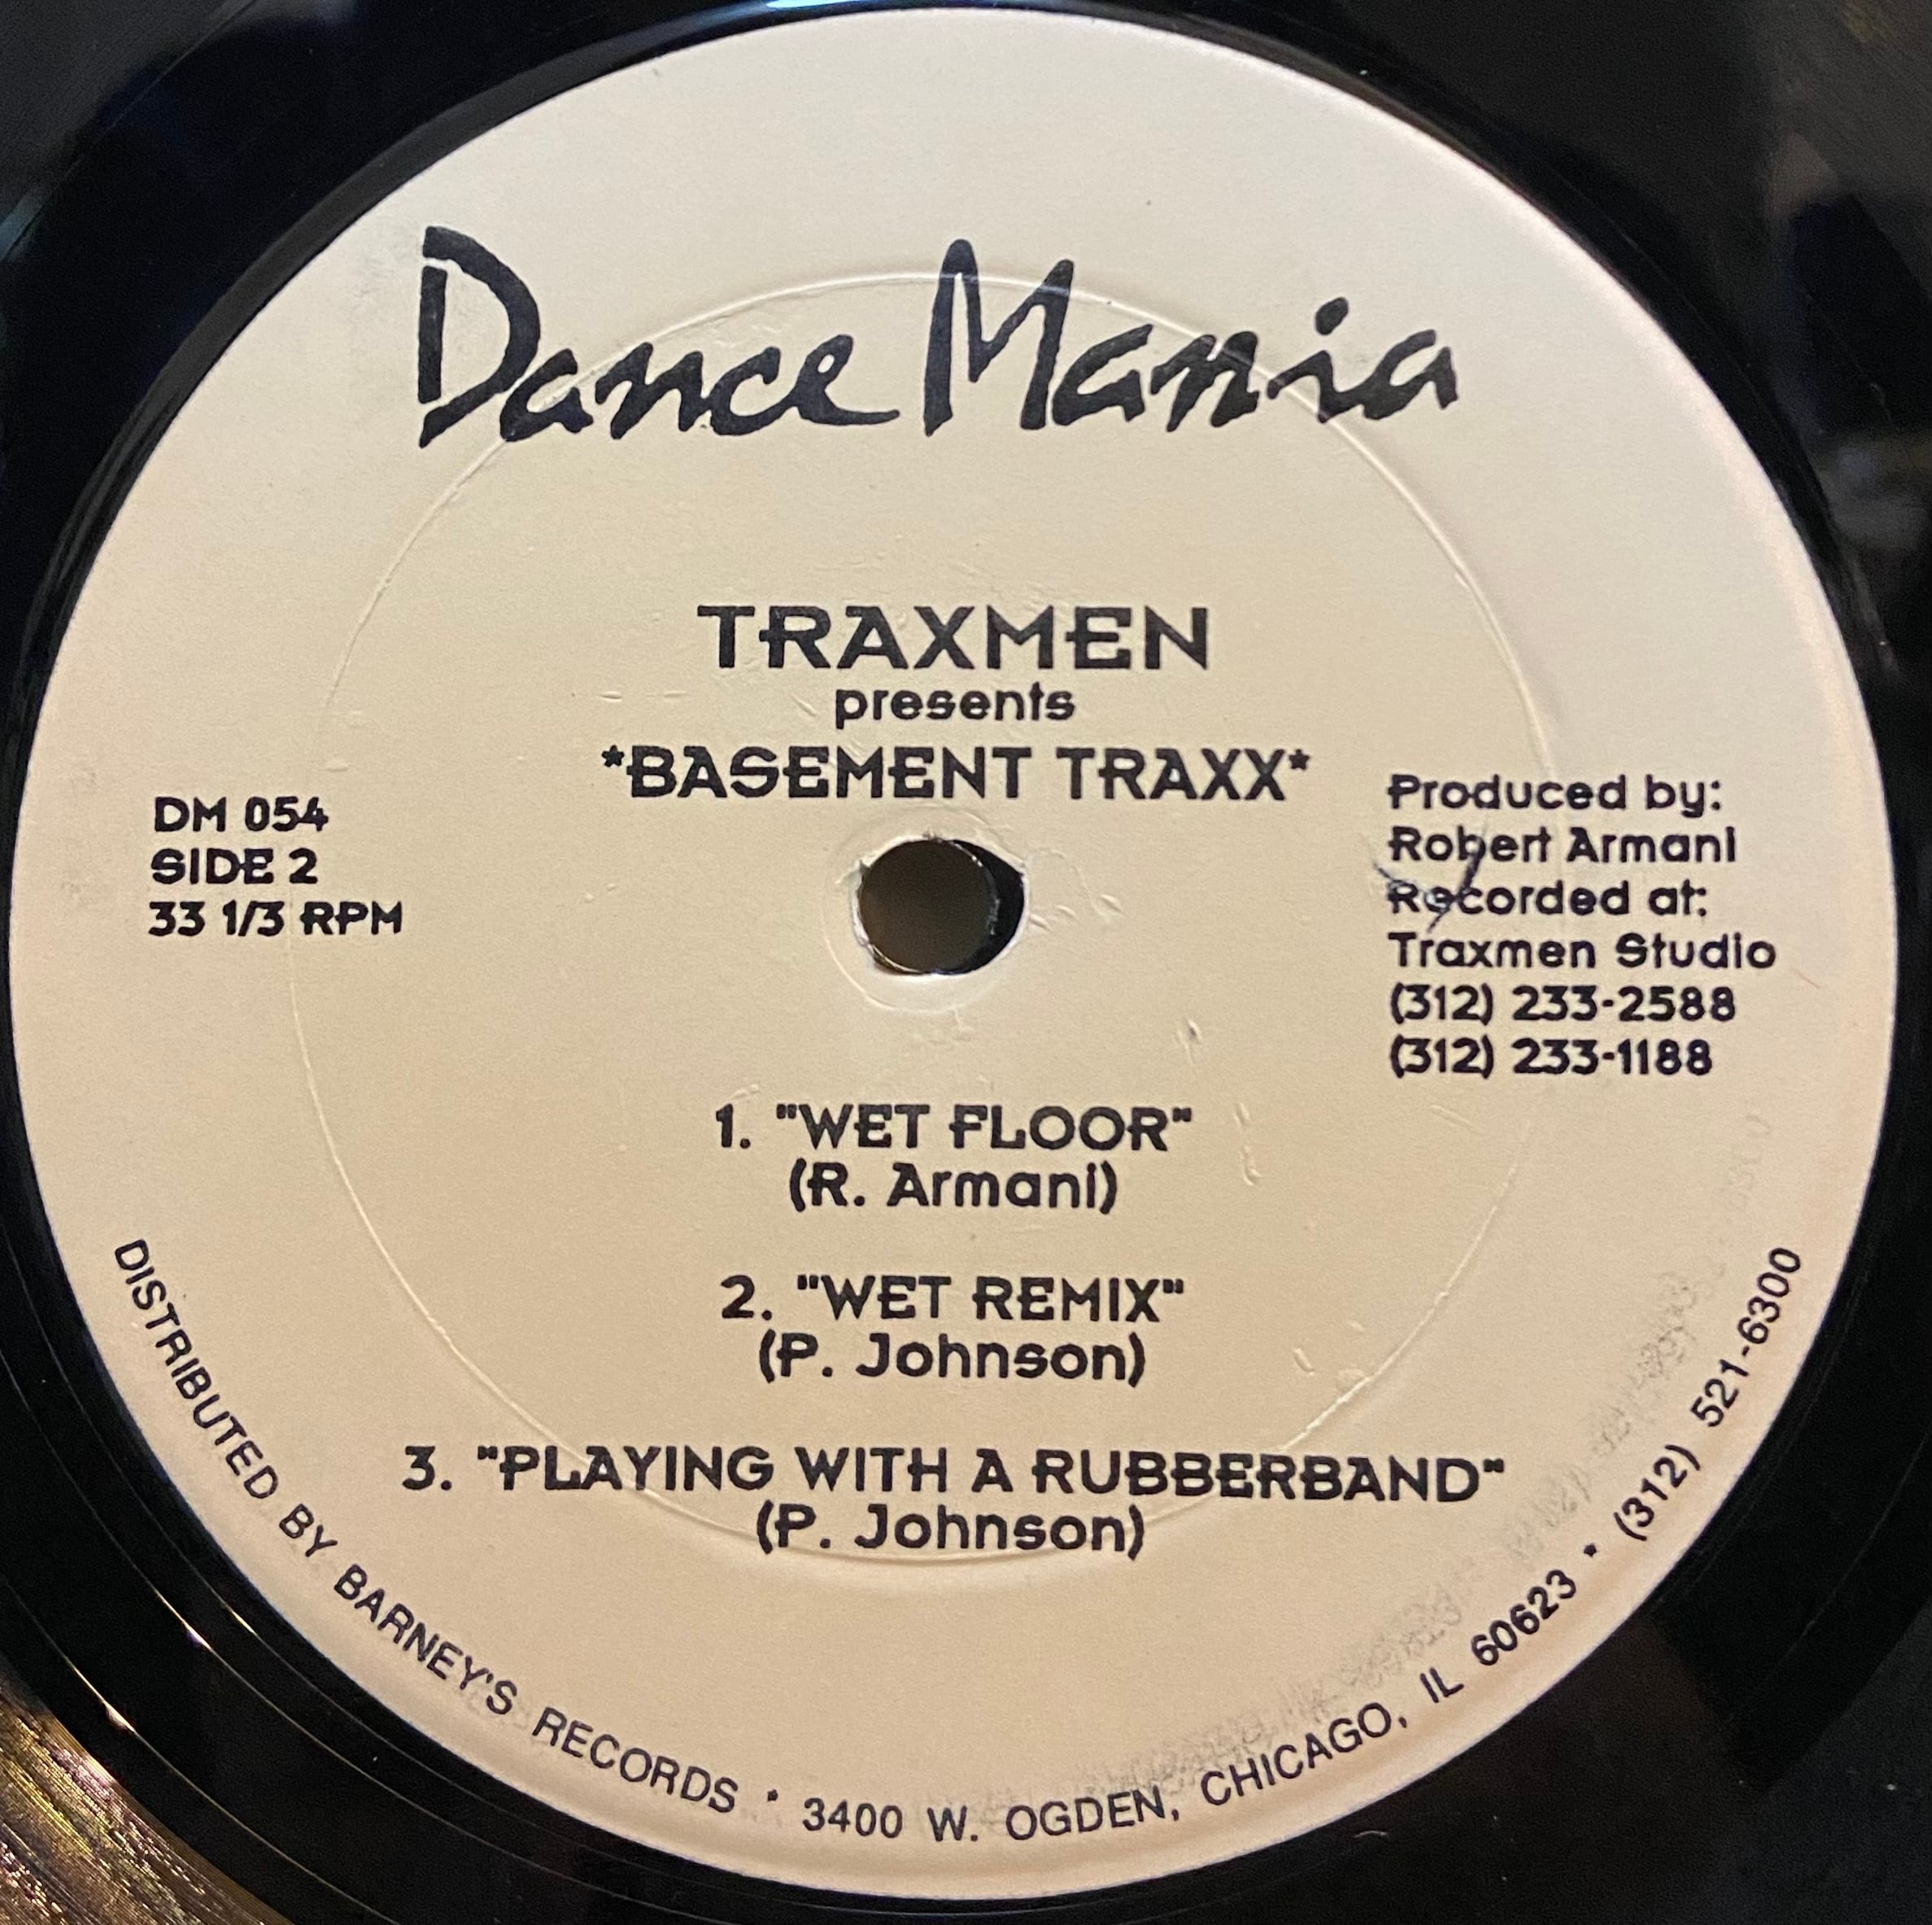 Dance Mania
TRAXMEN
presents
*BASEMENT TRAXX*
DM 054
SIDE 2
33 1/3 RPM
Produced by:
Robert Armani
Recorded at:
Traxmen Studio
(312) 233-2588
(312) 233-1188
1. "WET FLOOR"
(R. Armani)
2. "WET REMIX"
(P. Johnson)
3. "PLAYING WITH A RUBBERBAND"
(P. Johnson)
DISTRIBUTED BY BARNEY'S RECORDS * 3400 W. OGDEN, CHICAGO, IL 60623 * (312) 521-6300